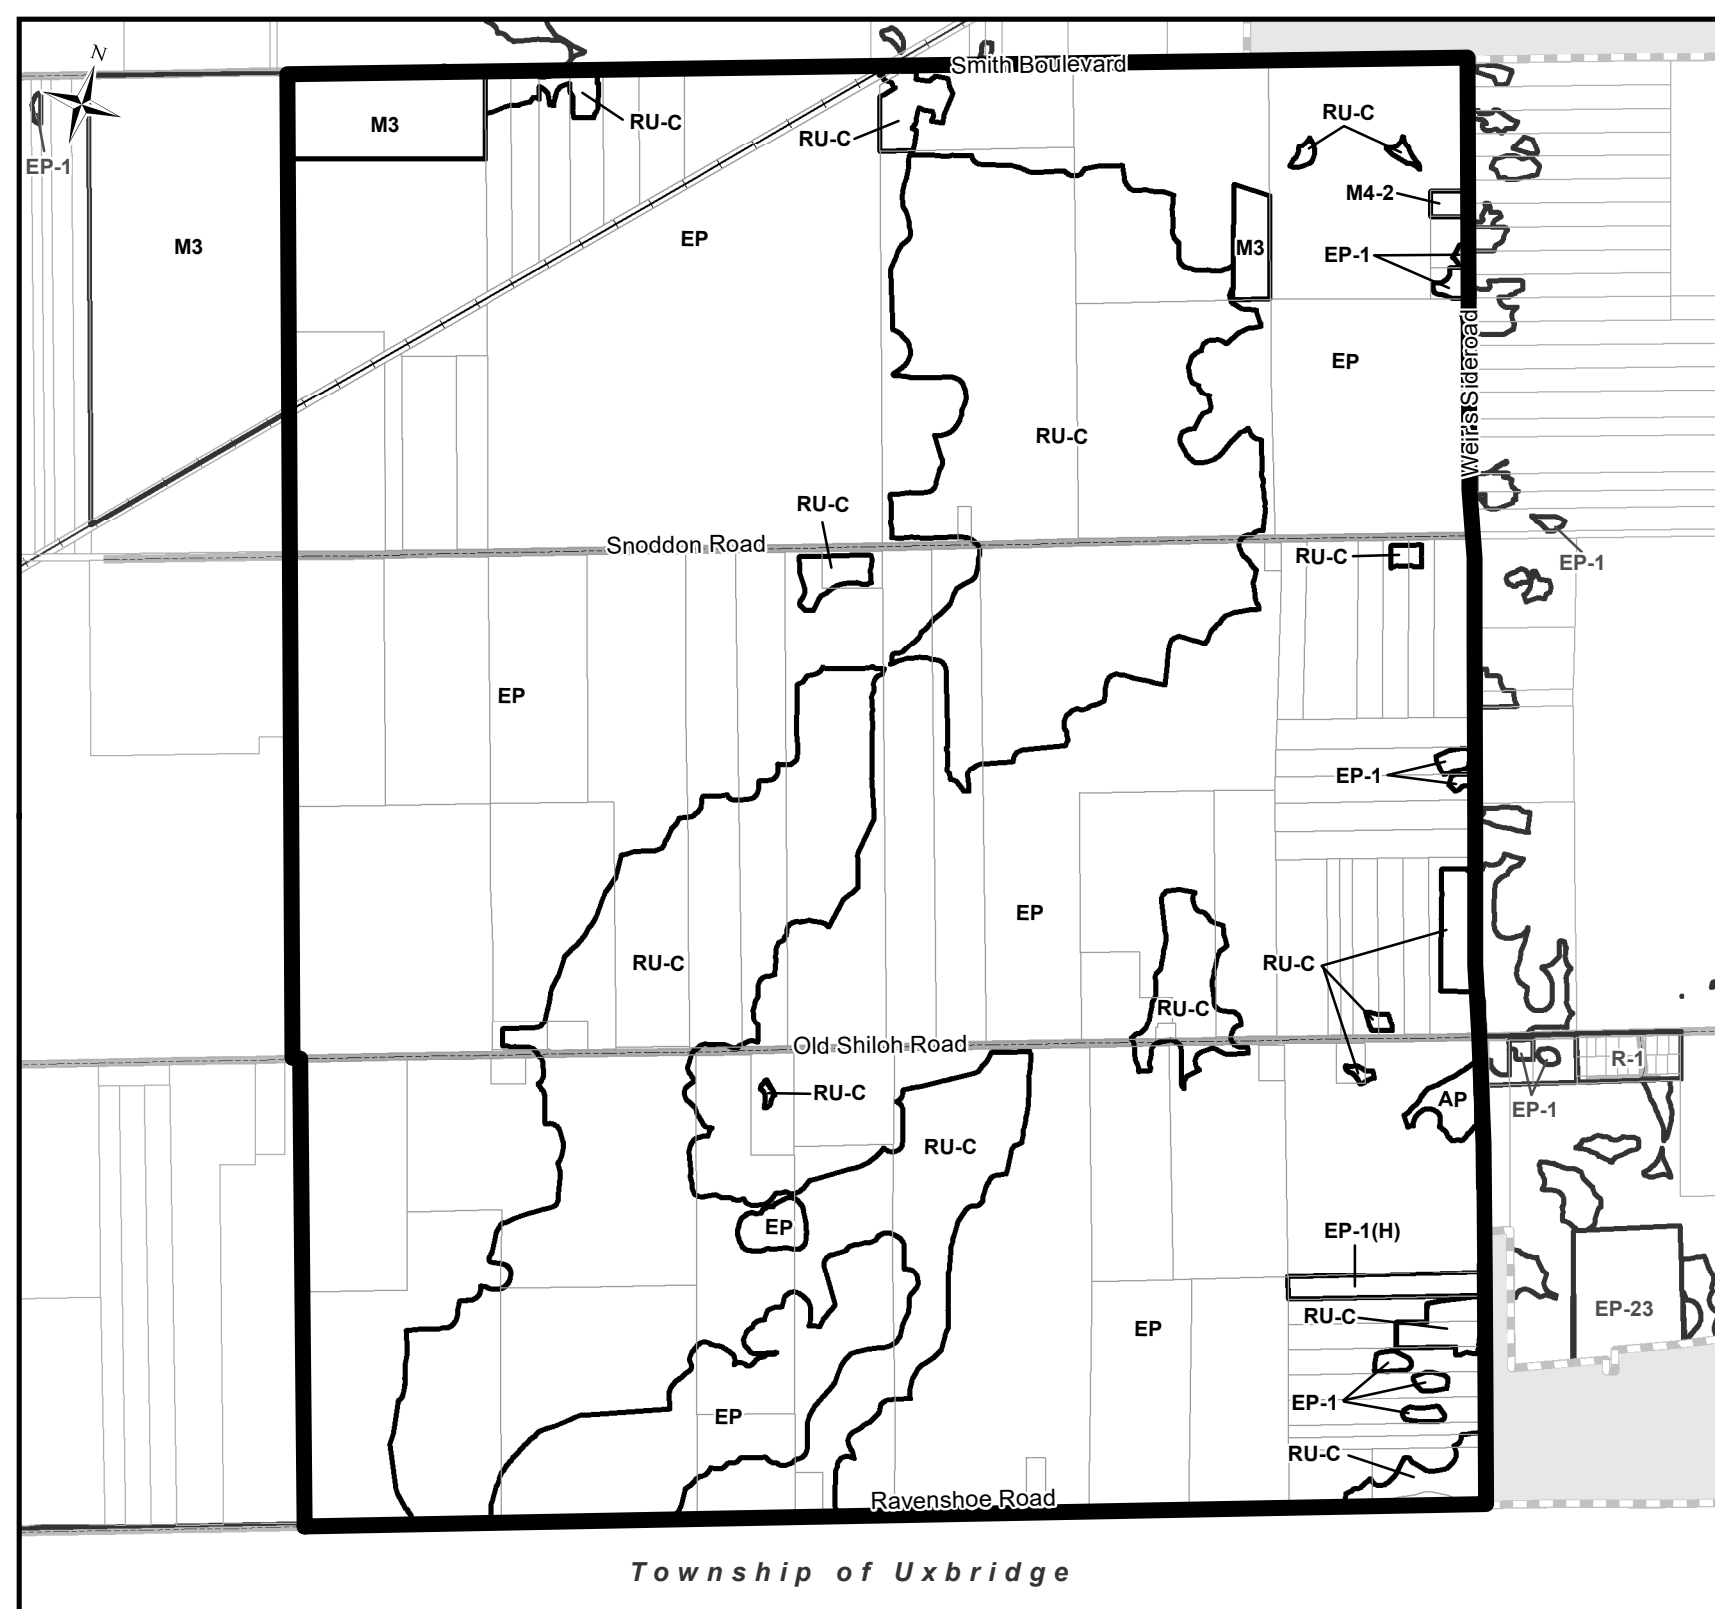 N
Smith Boulevard
M3
RU-C
RU-C
RU-C
EP-1
M4-2
M3
EP
M3
EP-1
Weir's Sideroad
EP
RU-C
RU-C
Snoddon Road
RU-C
EP-1
EP
EP-1
EP
RU-C
RU-C
RU-C
Old Shiloh Road
R-1
RU-C
AP
EP-1
RU-C
EP
EP-1(H)
EP-23
RU-C
EP
EP-1
EP
RU-C
Ravenshoe Road
Township of Uxbridge